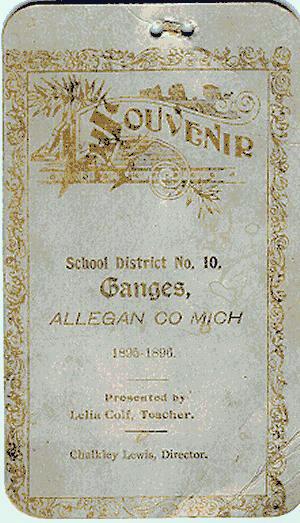 SOUVENIR
School District No. 10,
Ganges,
ALLEGAN CO MICH
1895-1896.
Presented by
Lelia Colf, Teacher.
Chalkley Lewis, Director.